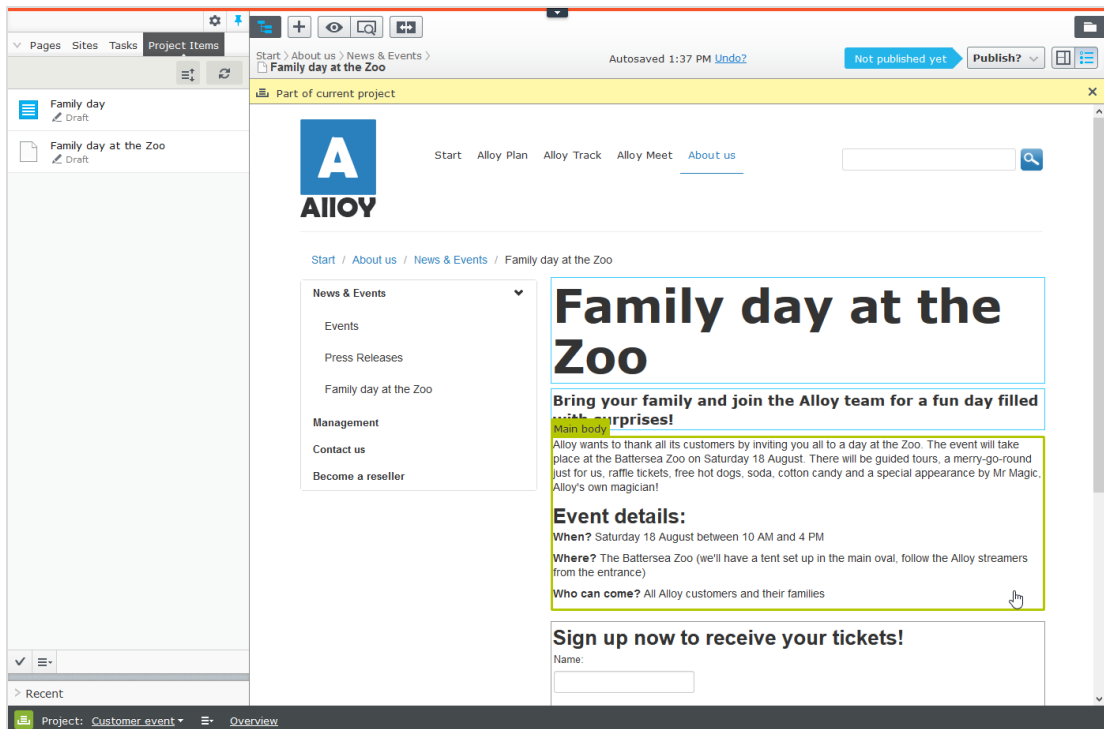 Pages Sites Tasks Project Items
Family day
Draft
Family day at the Zoo
Draft
Recent
Start > About us > News & Events >
Family day at the Zoo
Autosaved 1:37 PM Undo?
Not published yet
Publish?
Part of current project
A
Alloy
Start Alloy Plan Alloy Track Alloy Meet About us
Start / About us / News & Events / Family day at the Zoo
News & Events
Events
Press Releases
Family day at the Zoo
Management
Contact us
Become a reseller
Family day at the
Zoo
Bring your family and join the Alloy team for a fun day filled
with surprises!
Main body
Alloy wants to thank all its customers by inviting you all to a day at the Zoo. The event will take
place at the Battersea Zoo on Saturday 18 August. There will be guided tours, a merry-go-round
just for us, raffle tickets, free hot dogs, soda, cotton candy and a special appearance by Mr Magic,
Alloy's own magician!
Event details:
When? Saturday 18 August between 10 AM and 4 PM
Where? The Battersea Zoo (we'll have a tent set up in the main oval, follow the Alloy streamers
from the entrance)
Who can come? All Alloy customers and their families
Sign up now to receive your tickets!
Name:
Project: Customer event Overview